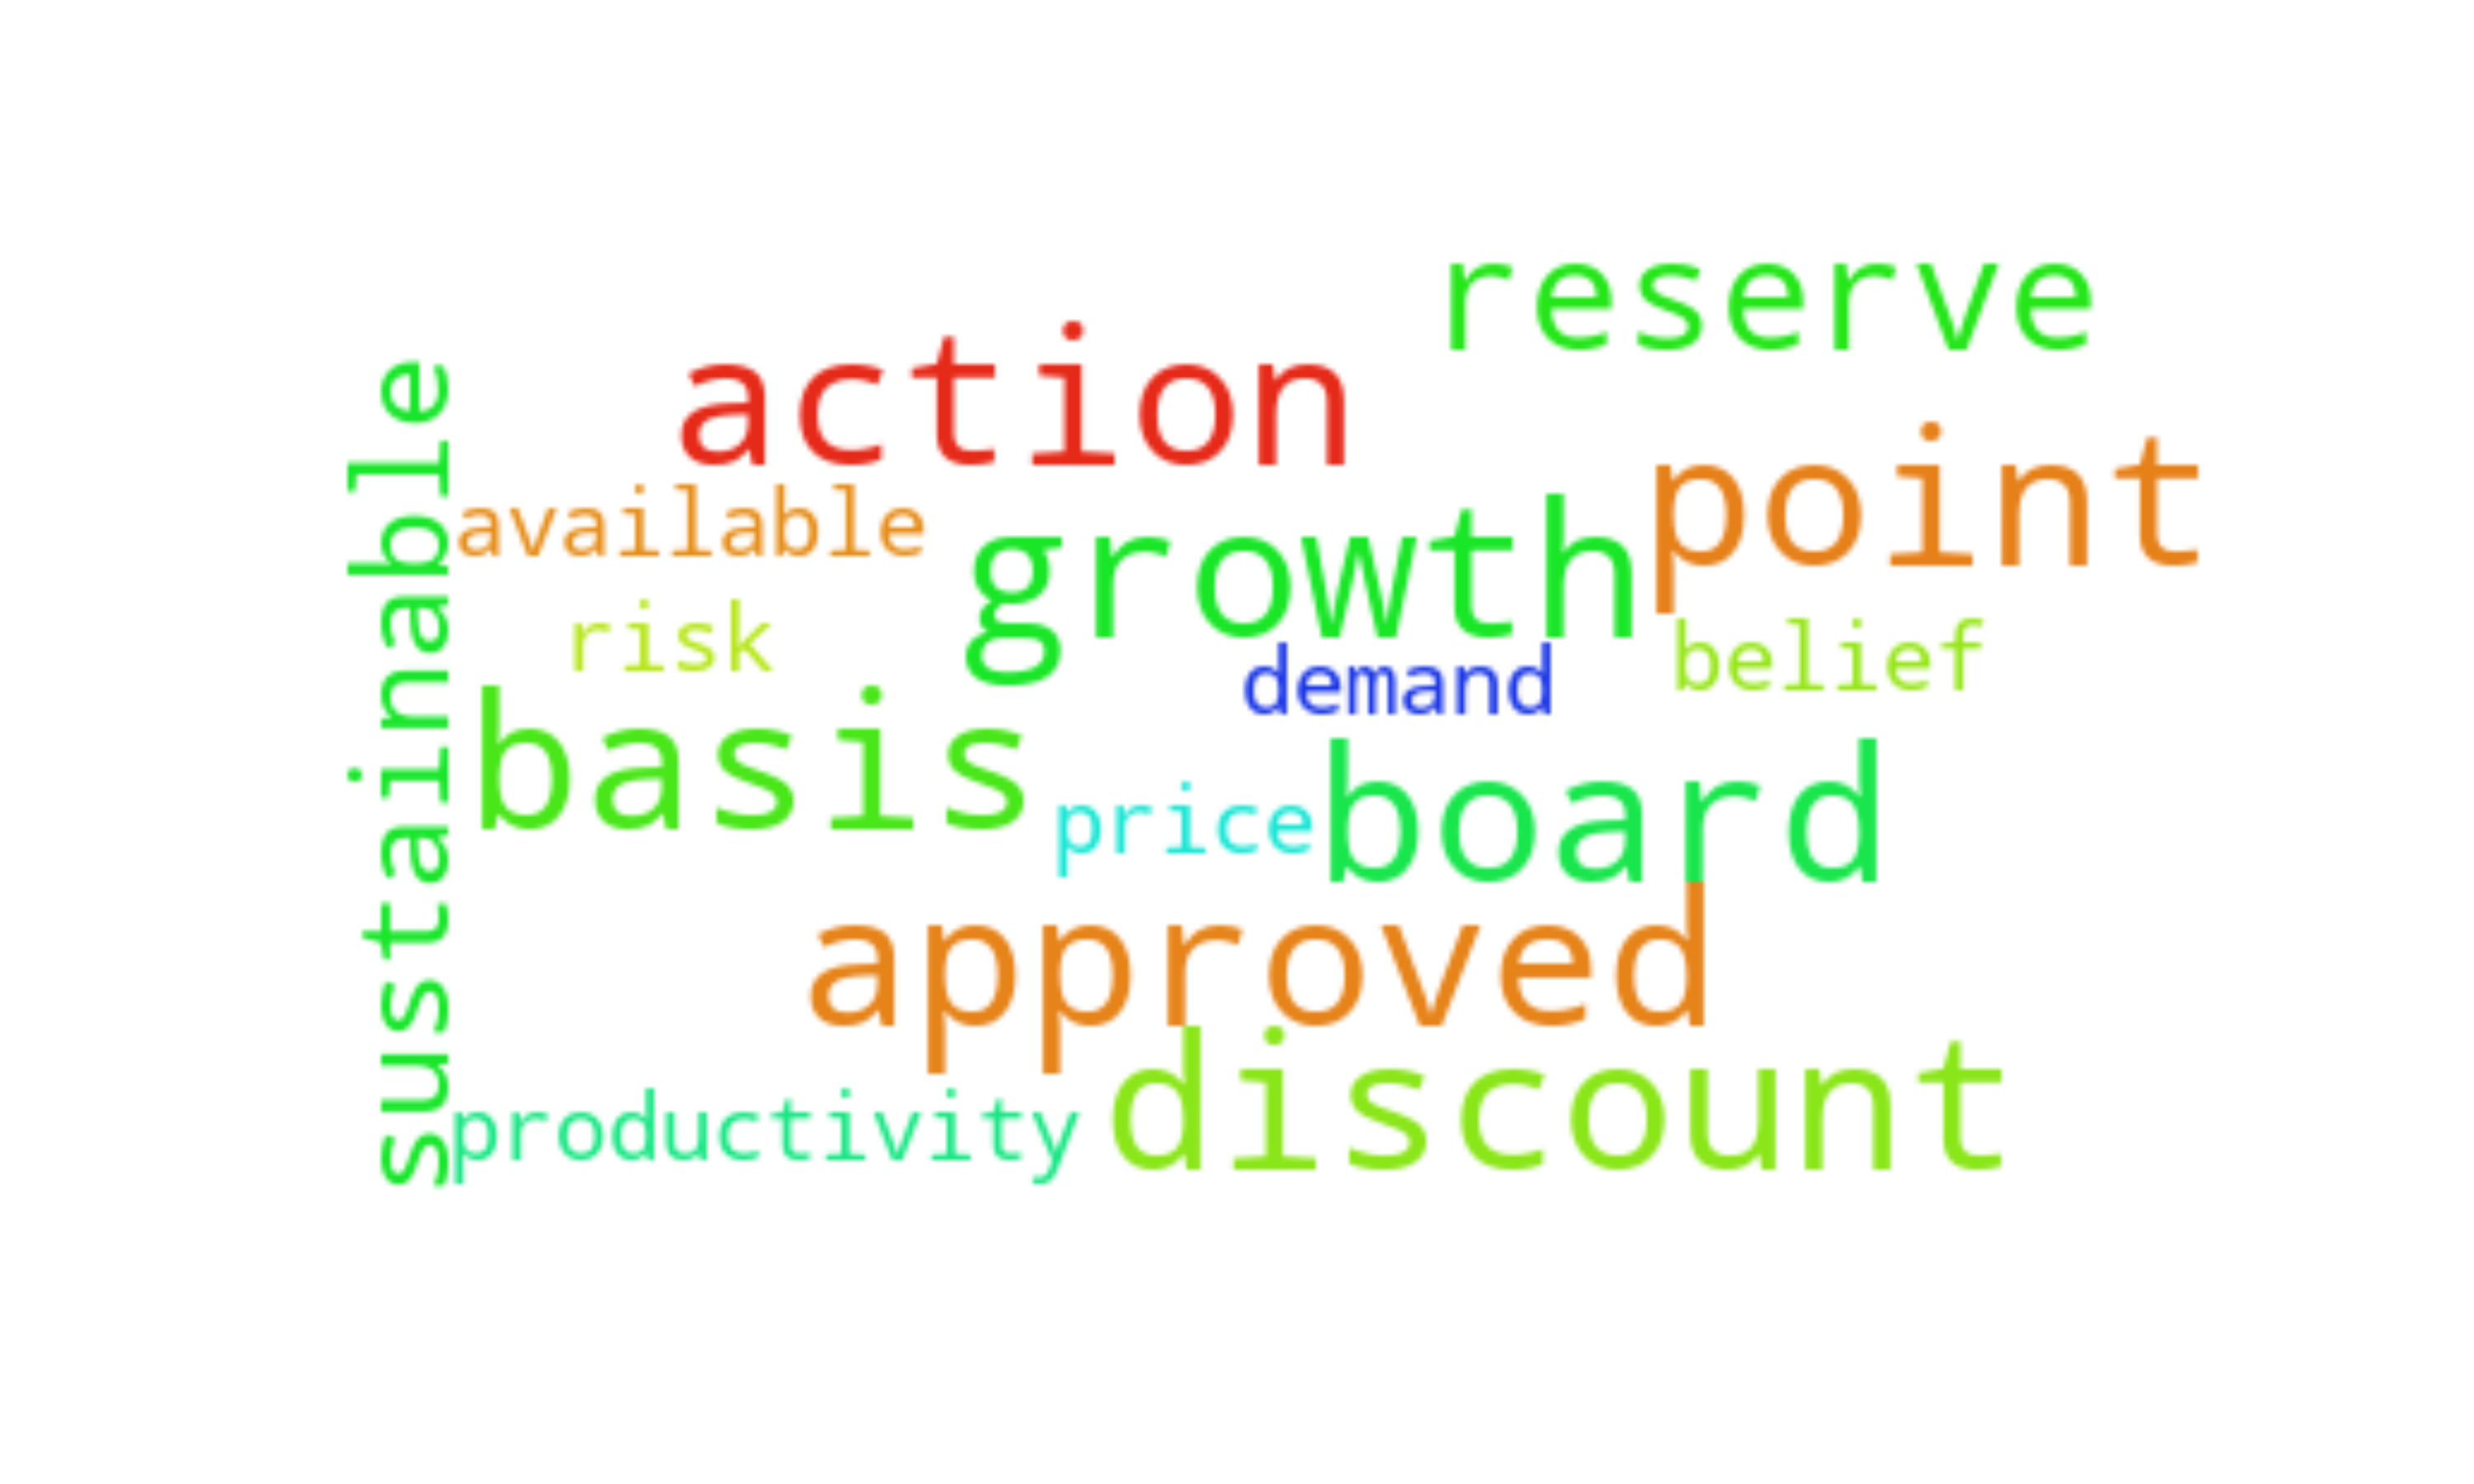 reserve
action
point
available
growth
risk
belief
demand
basis
board
price
approved
discount
productivity
sustainable